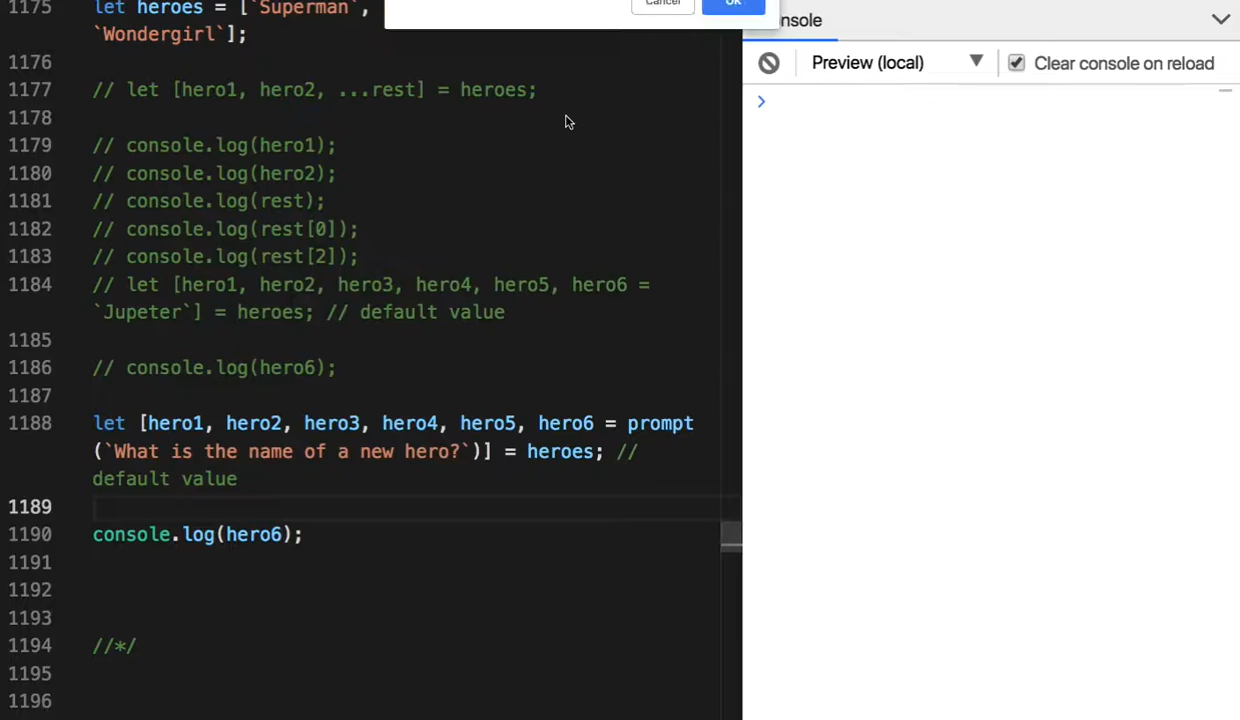 1175 let heroes = [`Superman`,
`Wondergirl`];
1176
1177 // let [hero1, hero2, ...rest] = heroes;
1178
1179 // console.log(hero1);
1180 // console.log(hero2);
1181 // console.log(rest);
1182 // console.log(rest[0]);
1183 // console.log(rest[2]);
1184 // let [hero1, hero2, hero3, hero4, hero5, hero6 =
`Jupeter`] = heroes; // default value
1185
1186 // console.log(hero6);
1187
1188 let [hero1, hero2, hero3, hero4, hero5, hero6 = prompt
(`What is the name of a new hero?`)] = heroes; //
default value
1189
1190 console.log(hero6);
1191
1192
1193
1194 //*/
1195
1196
Cancel OK
nsole
Preview (local) ▼ Clear console on reload
>